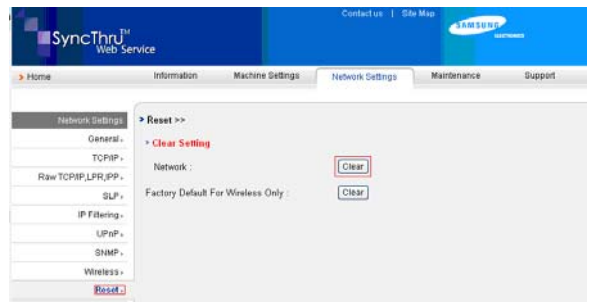 Contact us | Site Map
SAMSUNG
ELECTRONICS
SyncThru™
Web Service
Home
Information Machine Settings Network Settings Maintenance Support
Network Settings
General
TCP/IP
Raw TCP/IP,LPR,IPP
SLP
IP Filtering
UPnP
SNMP
Wireless
Reset
> Reset >>
Clear Setting
Network : Clear
Factory Default For Wireless Only : Clear